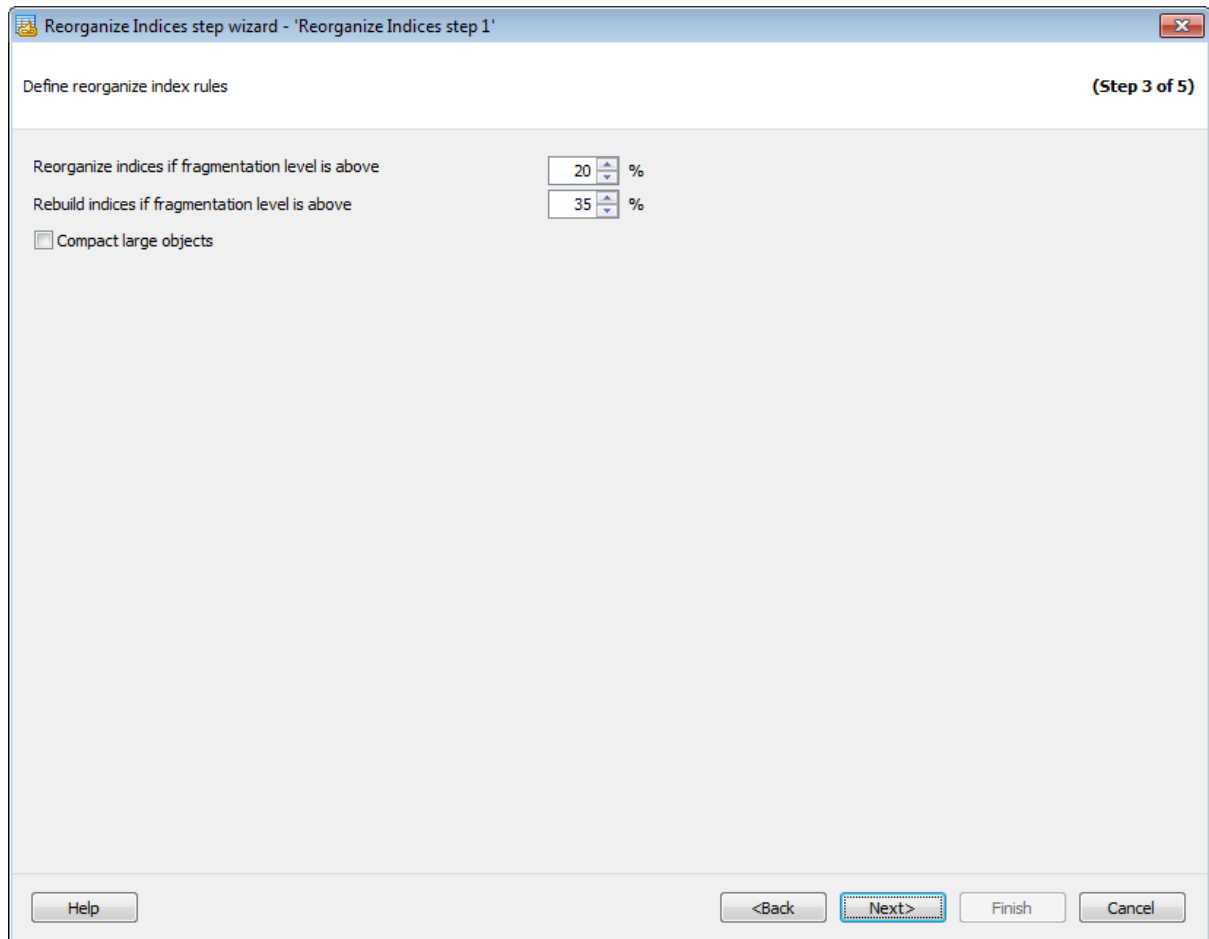 Reorganize Indices step wizard - 'Reorganize Indices step 1'
Define reorganize index rules (Step 3 of 5)
Reorganize indices if fragmentation level is above 20 %
Rebuild indices if fragmentation level is above 35 %
Compact large objects
Help <Back Next> Finish Cancel